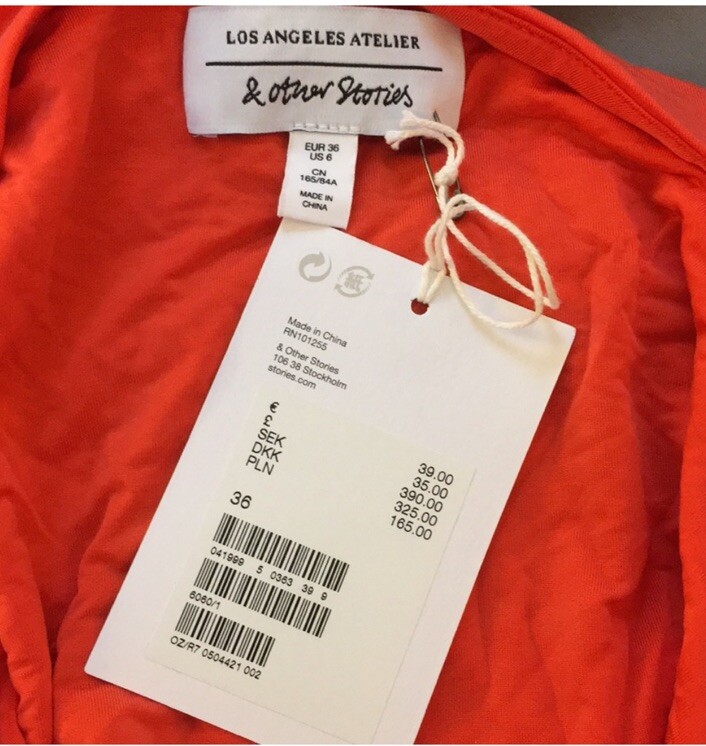 LOS ANGELES ATELIER
& other Stories
EUR 36
US 6
CN
165/84A
MADE IN
CHINA
紙
Made in China
RN101255
& Other Stories
106 38 Stockholm
stories.com
€ 39.00
£ 35.00
SEK 390.00
DKK 325.00
PLN 165.00
36
041999 5 0363 39 9
6060/1
OZ/R7 0504421 002